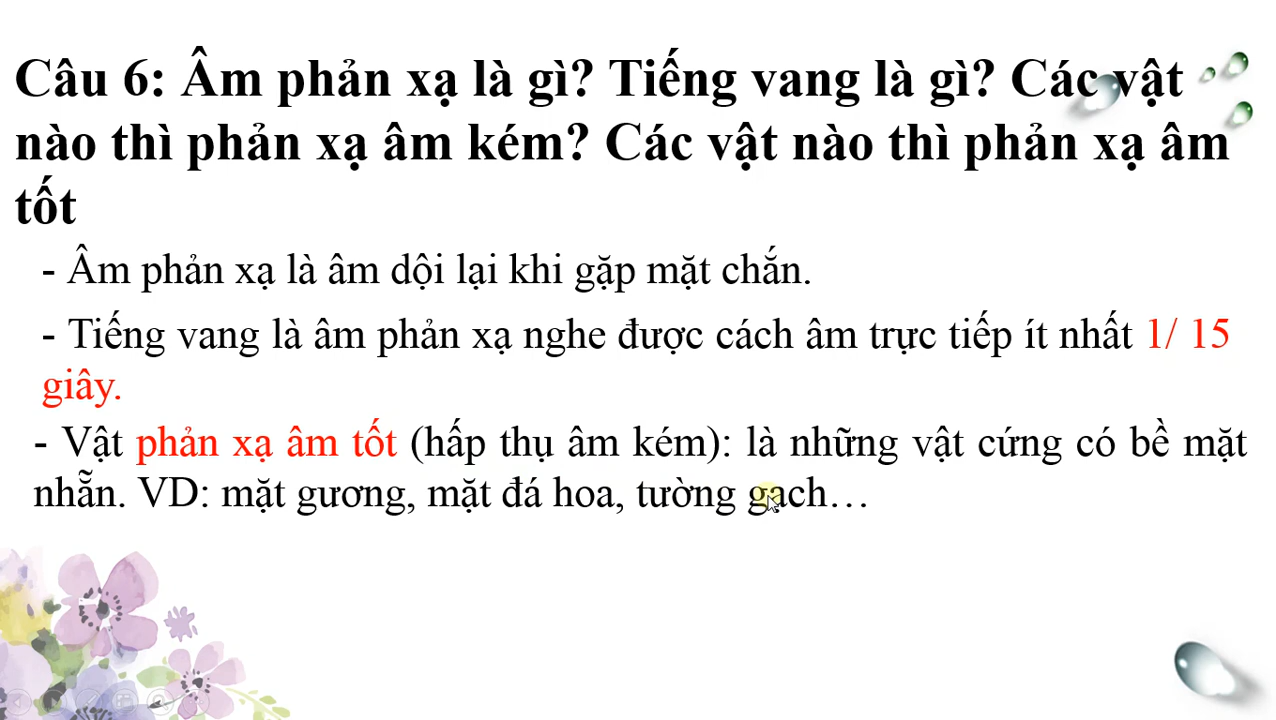 Câu 6: Âm phản xạ là gì? Tiếng vang là gì? Các vật
nào thì phản xạ âm kém? Các vật nào thì phản xạ âm
tốt
- Âm phản xạ là âm dội lại khi gặp mặt chắn.
- Tiếng vang là âm phản xạ nghe được cách âm trực tiếp ít nhất 1/ 15
giây.
- Vật phản xạ âm tốt (hấp thụ âm kém): là những vật cứng có bề mặt
nhẵn. VD: mặt gương, mặt đá hoa, tường gạch…